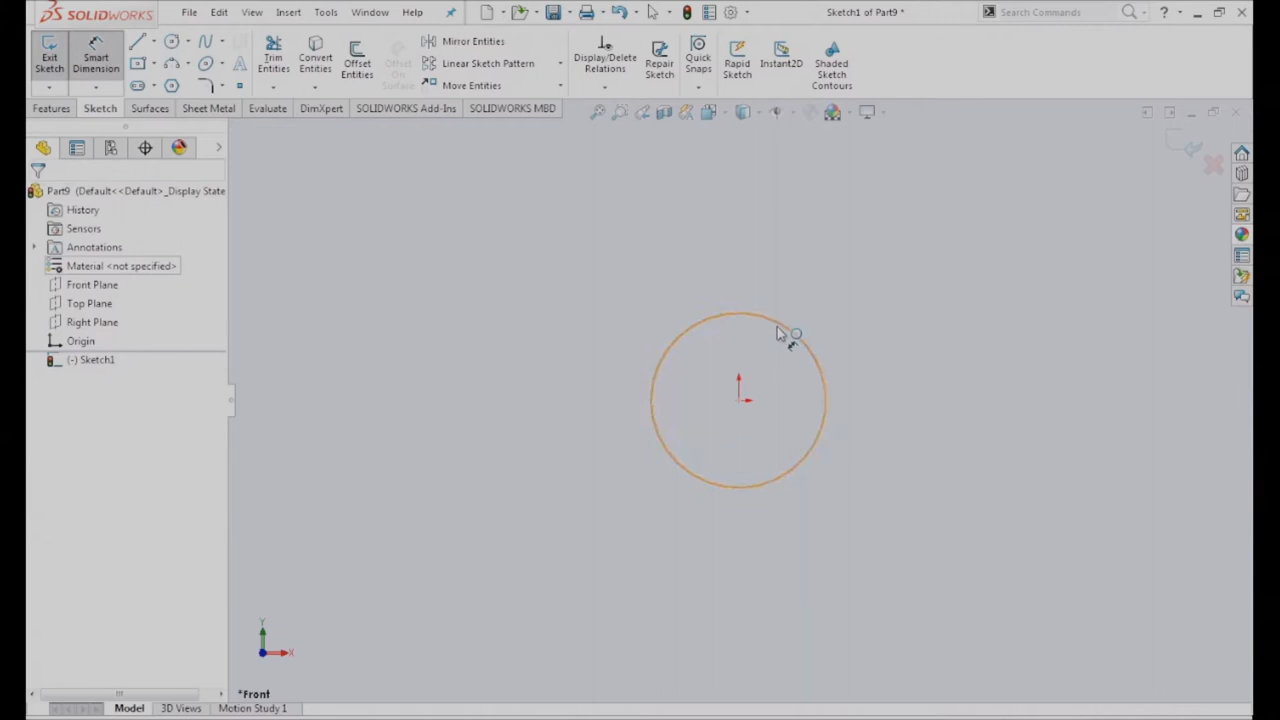 SOLIDWORKS File Edit View Insert Tools Window Help Sketch1 of Part9 * Search Commands ?
Exit Sketch
Smart Dimension
Trim Entities
Convert Entities
Offset Entities
Offset On Surface
Mirror Entities
Linear Sketch Pattern
Move Entities
Display/Delete Relations
Repair Sketch
Quick Snaps
Rapid Sketch
Instant2D
Shaded Sketch Contours
Features Sketch Surfaces Sheet Metal Evaluate DimXpert SOLIDWORKS Add-Ins SOLIDWORKS MBD
Part9 (Default<<Default>_Display State
History
Sensors
Annotations
Material <not specified>
Front Plane
Top Plane
Right Plane
Origin
(-) Sketch1
Y
X
*Front
Model 3D Views Motion Study 1